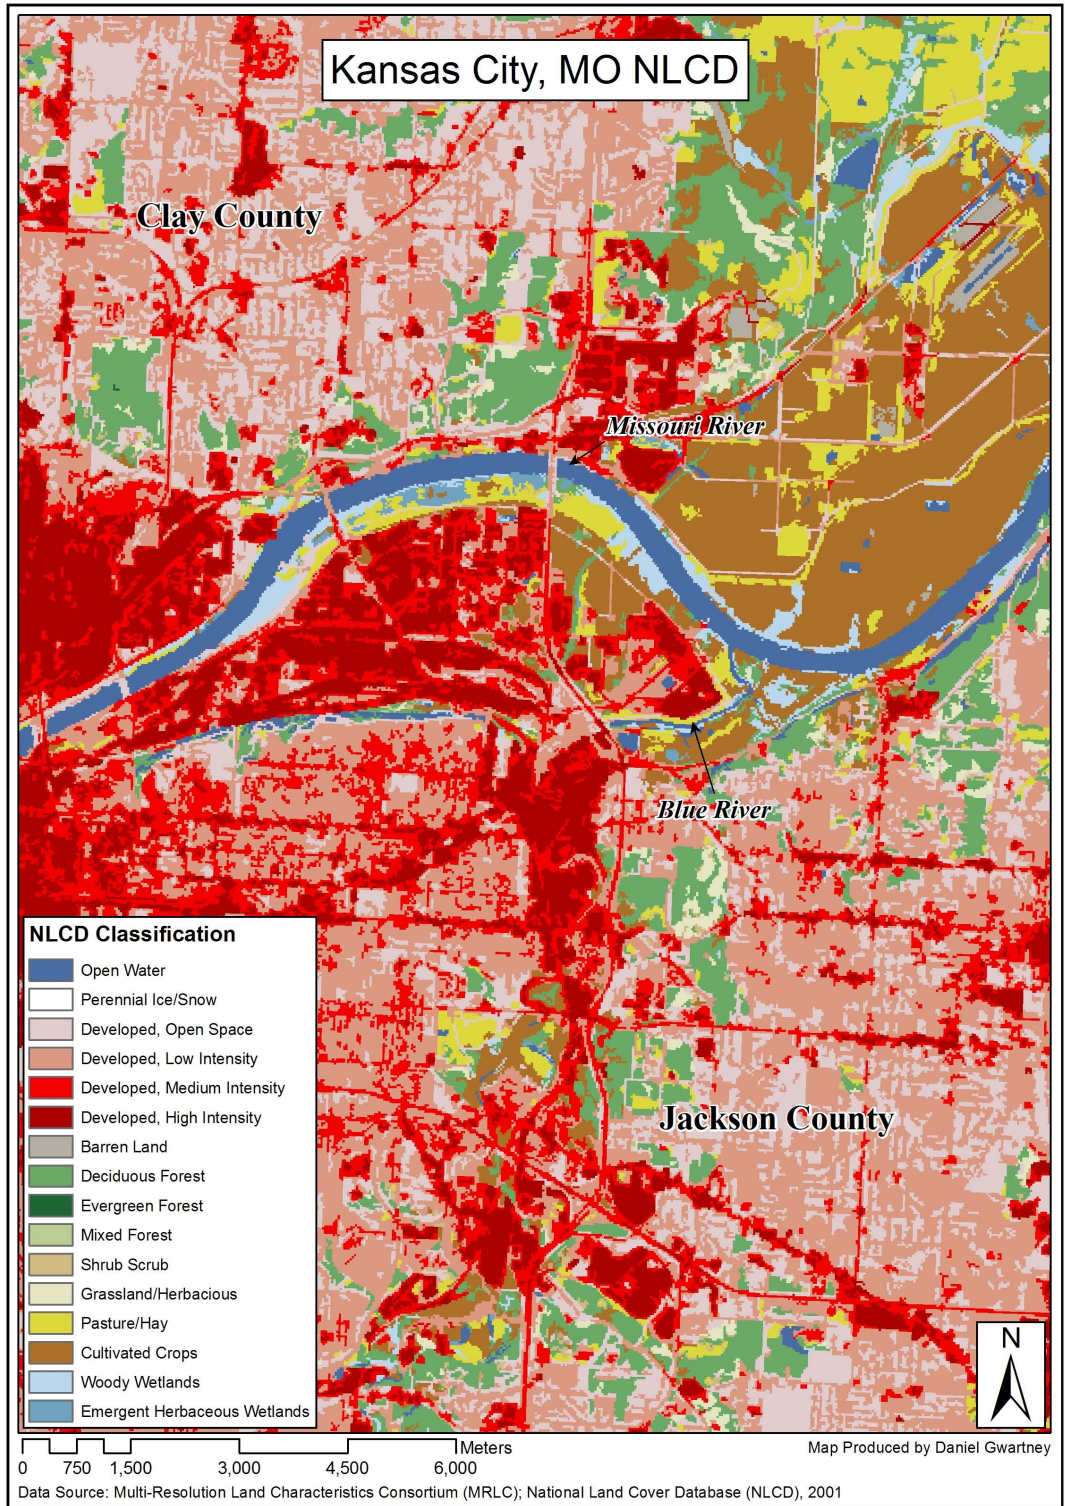 Kansas City, MO NLCD
Clay County
Missouri River
Blue River
Jackson County
NLCD Classification
Open Water
Perennial Ice/Snow
Developed, Open Space
Developed, Low Intensity
Developed, Medium Intensity
Developed, High Intensity
Barren Land
Deciduous Forest
Evergreen Forest
Mixed Forest
Shrub Scrub
Grassland/Herbacious
Pasture/Hay
Cultivated Crops
Woody Wetlands
Emergent Herbaceous Wetlands
N
Meters
0 750 1,500 3,000 4,500 6,000
Map Produced by Daniel Gwartney
Data Source: Multi-Resolution Land Characteristics Consortium (MRLC); National Land Cover Database (NLCD), 2001